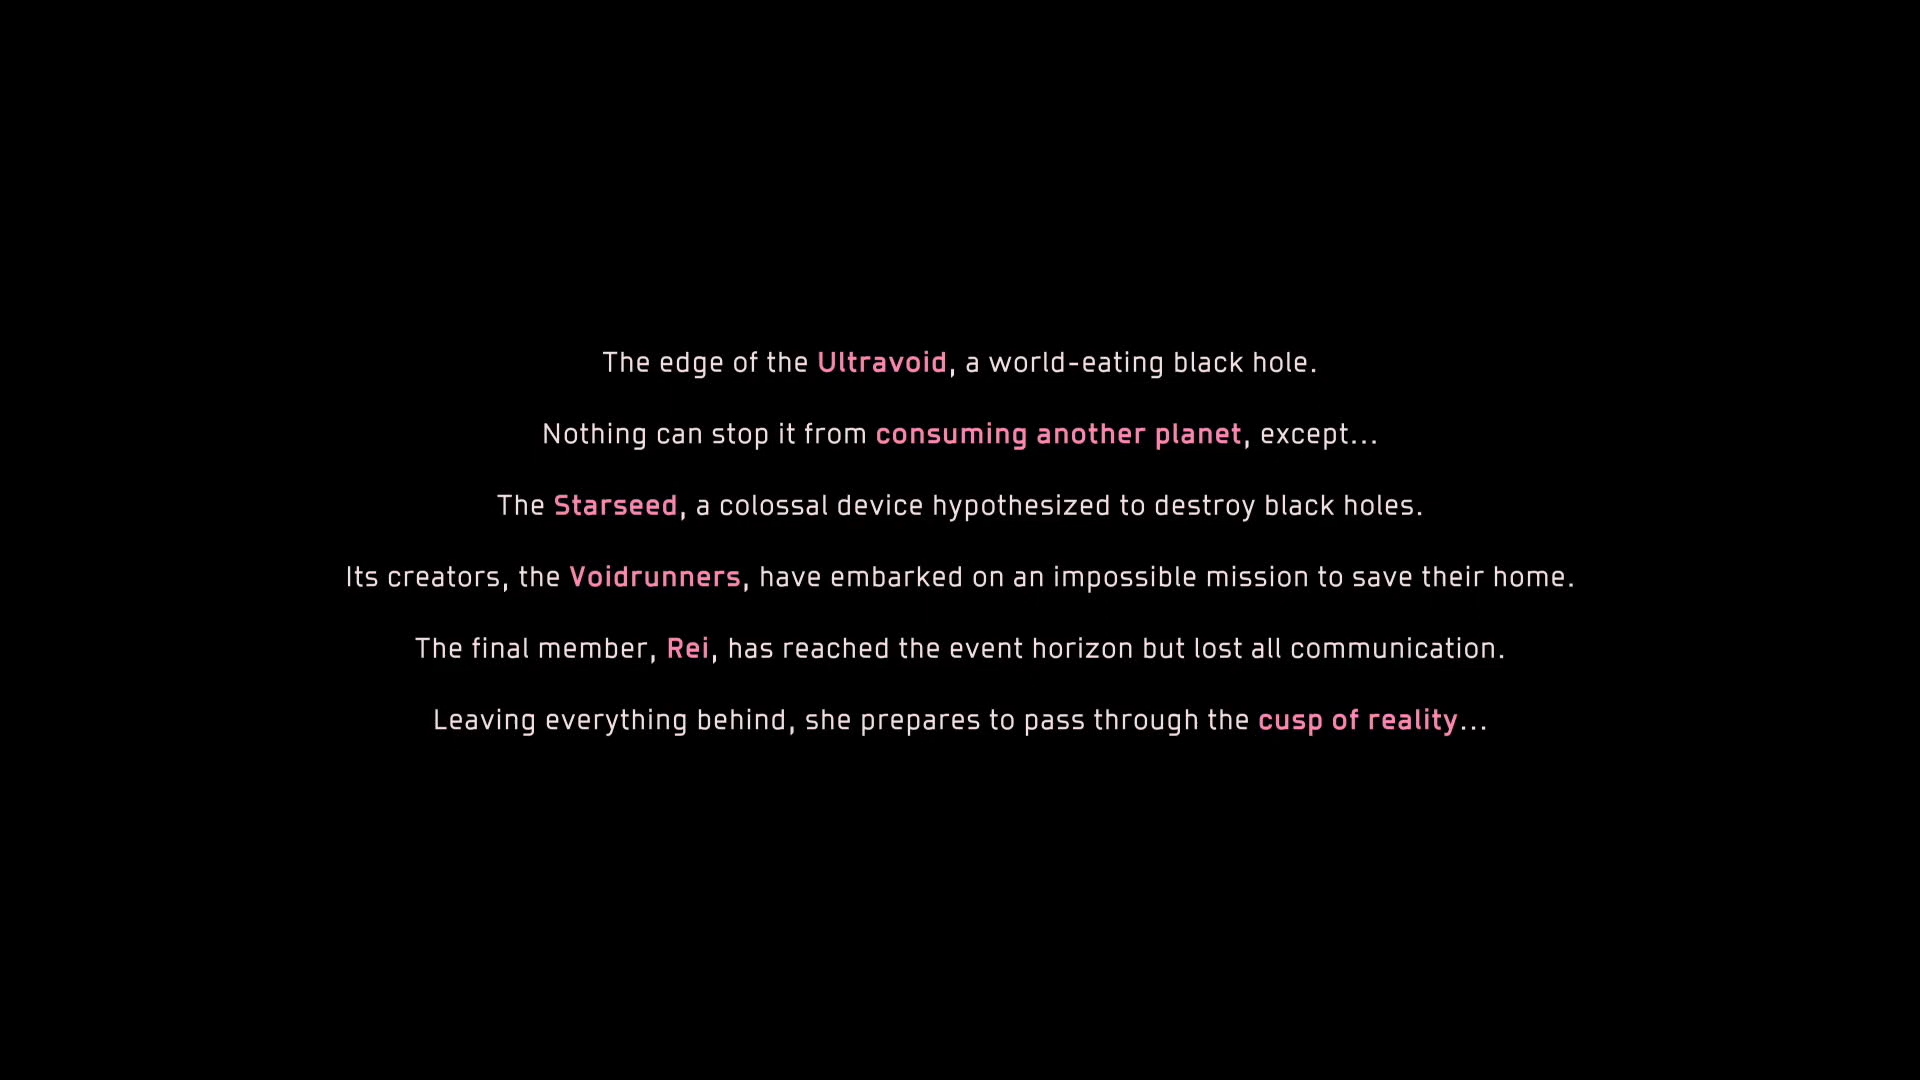 The edge of the Ultravoid, a world-eating black hole.
Nothing can stop it from consuming another planet, except...
The Starseed, a colossal device hypothesized to destroy black holes.
Its creators, the Voidrunners, have embarked on an impossible mission to save their home.
The final member, Rei, has reached the event horizon but lost all communication.
Leaving everything behind, she prepares to pass through the cusp of reality...